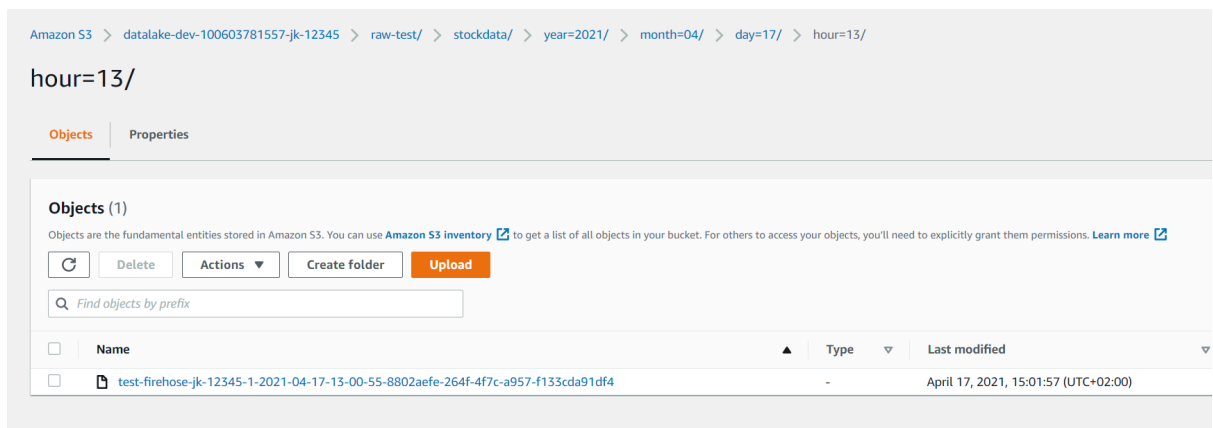 Amazon S3 > datalake-dev-100603781557-jk-12345 > raw-test/ > stockdata/ > year=2021/ > month=04/ > day=17/ > hour=13/
hour=13/
Objects Properties
Objects (1)
Objects are the fundamental entities stored in Amazon S3. You can use Amazon S3 inventory to get a list of all objects in your bucket. For others to access your objects, you'll need to explicitly grant them permissions. Learn more
Delete Actions Create folder Upload
Find objects by prefix
Name Type Last modified
test-firehose-jk-12345-1-2021-04-17-13-00-55-8802aefe-264f-4f7c-a957-f133cda91df4 - April 17, 2021, 15:01:57 (UTC+02:00)